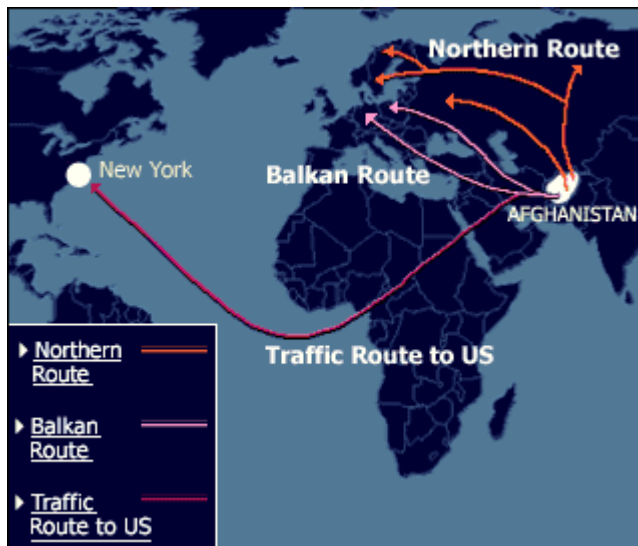 Northern Route
New York
Balkan Route
AFGHANISTAN
Traffic Route to US
Northern
Route
Balkan
Route
Traffic
Route to US